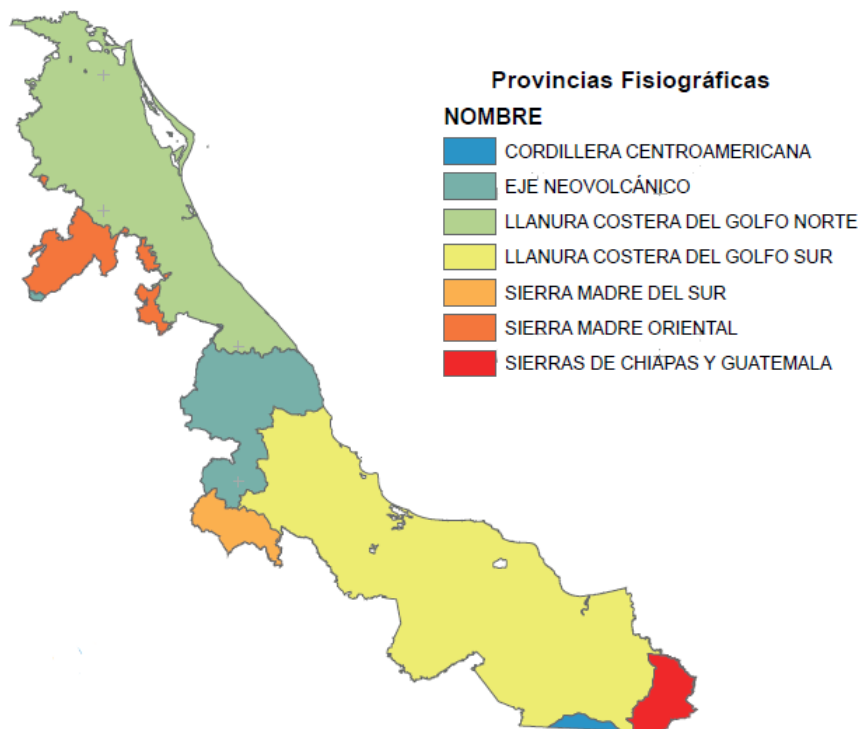 Provincias Fisiográficas
NOMBRE
CORDILLERA CENTROAMERICANA
EJE NEOVOLCÁNICO
LLANURA COSTERA DEL GOLFO NORTE
LLANURA COSTERA DEL GOLFO SUR
SIERRA MADRE DEL SUR
SIERRA MADRE ORIENTAL
SIERRAS DE CHIAPAS Y GUATEMALA